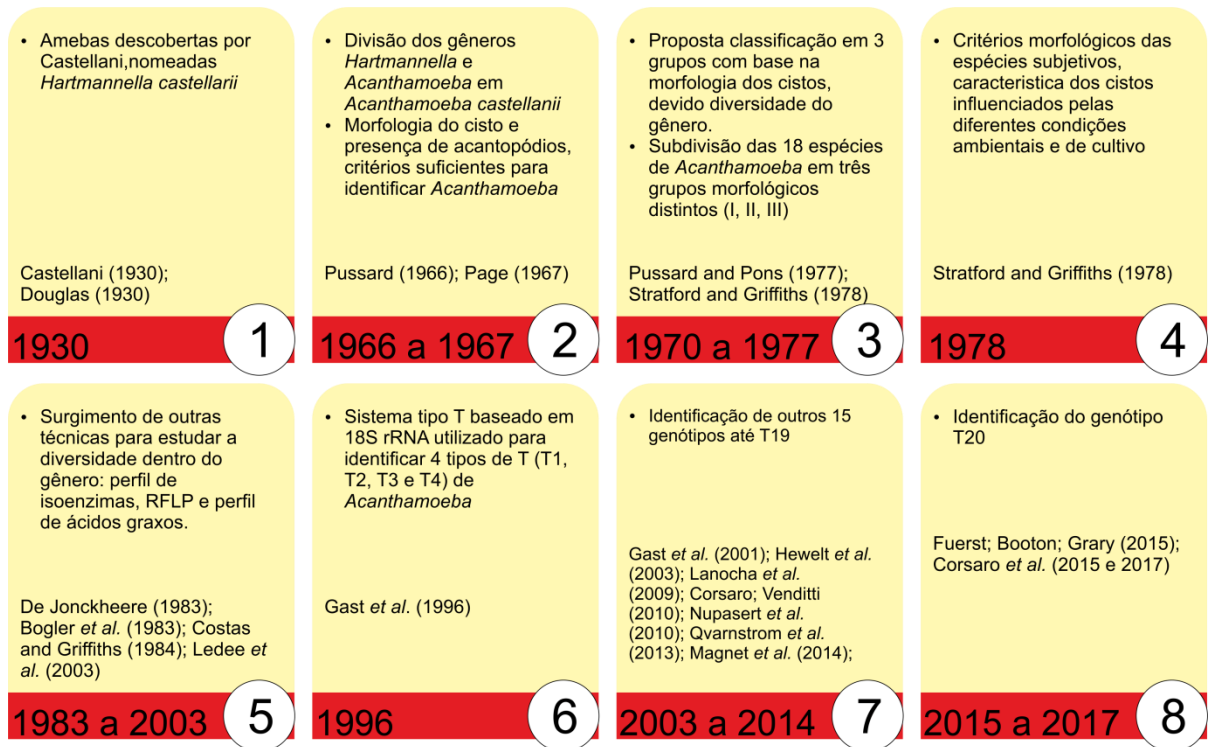 • Amebas descobertas por
Castellani,nomeadas
Hartmannella castellarii
Castellani (1930);
Douglas (1930)
1930
1
• Divisão dos gêneros
Hartmannella e
Acanthamoeba em
Acanthamoeba castellanii
• Morfologia do cisto e
presença de acantopódios,
critérios suficientes para
identificar Acanthamoeba
Pussard (1966); Page (1967)
1966 a 1967
2
• Proposta classificação em 3
grupos com base na
morfologia dos cistos,
devido diversidade do
gênero.
• Subdivisão das 18 espécies
de Acanthamoeba em três
grupos morfológicos
distintos (I, II, III)
Pussard and Pons (1977);
Stratford and Griffiths (1978)
1970 a 1977
3
• Critérios morfológicos das
espécies subjetivos,
caracteristica dos cistos
influenciados pelas
diferentes condições
ambientais e de cultivo
Stratford and Griffiths (1978)
1978
4
• Surgimento de outras
técnicas para estudar a
diversidade dentro do
gênero: perfil de
isoenzimas, RFLP e perfil
de ácidos graxos.
De Jonckheere (1983);
Bogler et al. (1983); Costas
and Griffiths (1984); Ledee et
al. (2003)
1983 a 2003
5
• Sistema tipo T baseado em
18S rRNA utilizado para
identificar 4 tipos de T (T1,
T2, T3 e T4) de
Acanthamoeba
Gast et al. (1996)
1996
6
• Identificação de outros 15
genótipos até T19
Gast et al. (2001); Hewelt et al.
(2003); Lanocha et al.
(2009); Corsaro; Venditti
(2010); Nupasert et al.
(2010); Qvarnstrom et al.
(2013); Magnet et al. (2014);
2003 a 2014
7
• Identificação do genótipo
T20
Fuerst; Booton; Grary (2015);
Corsaro et al. (2015 e 2017)
2015 a 2017
8